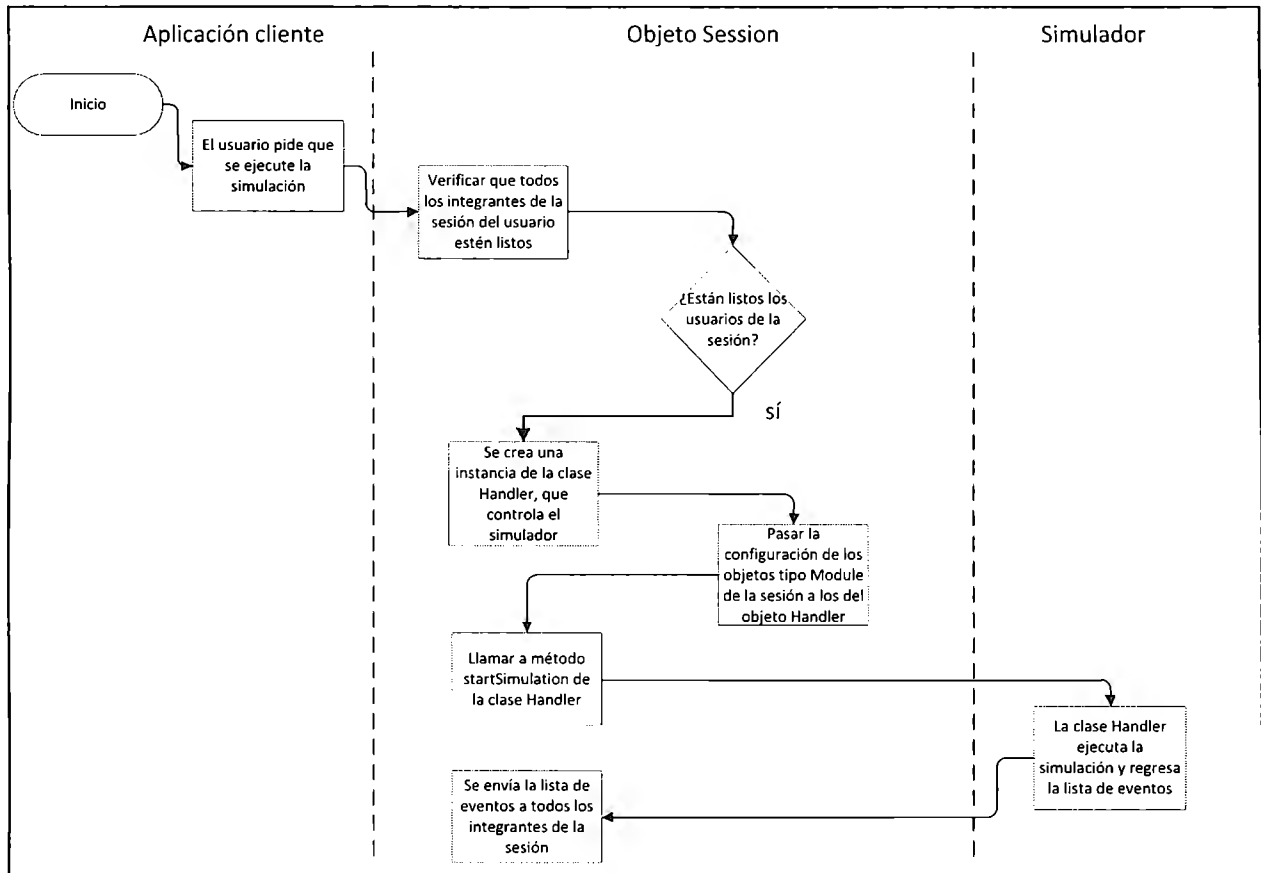 Aplicación cliente
Objeto Session
Simulador
Inicio
El usuario pide que
se ejecute la
simulación
Verificar que todos
los integrantes de la
sesión del usuario
estén listos
¿Están listos los
usuarios de la
sesión?
SÍ
Se crea una
instancia de la clase
Handler, que
controla el
simulador
Pasar la
configuración de los
objetos tipo Module
de la sesión a los del
objeto Handler
Llamar a método
startSimulation de
la clase Handler
La clase Handler
ejecuta la
simulación y regresa
la lista de eventos
Se envía la lista de
eventos a todos los
integrantes de la
sesión